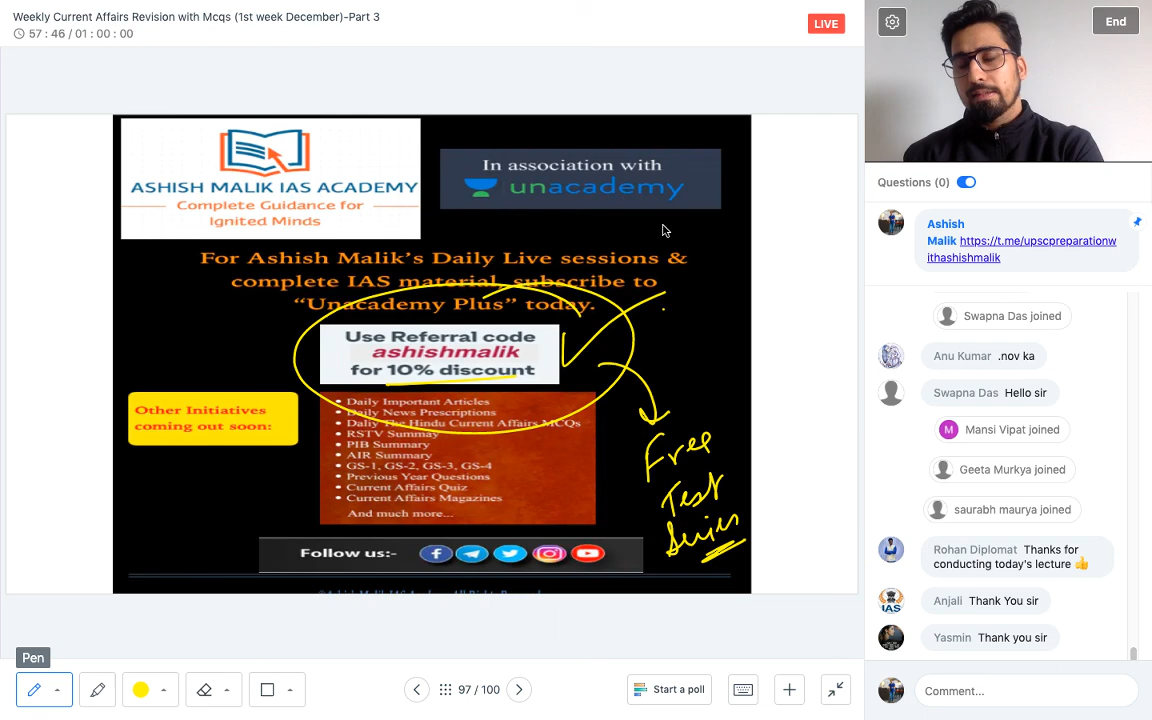 Weekly Current Affairs Revision with Mcqs (1st week December)-Part 3
57 : 46 / 01 : 00 : 00
LIVE
ASHISH MALIK IAS ACADEMY
Complete Guidance for
Ignited Minds
In association with
unacademy
For Ashish Malik's Daily Live sessions &
complete IAS material, subscribe to
“Unacademy Plus” today.
Use Referral code
ashishmalik
for 10% discount
Other Initiatives
coming out soon:
• Daily Important Articles
• Daily News Prescriptions
• Daliy The Hindu Current Affairs MCQs
• RSTV Summay
• PIB Summary
• AIR Summary
• GS-1, GS-2, GS-3, GS-4
• Previous Year Questions
• Current Affairs Quiz
• Current Affairs Magazines
And much more...
Free
Test
Series
Follow us:-
Pen
97 / 100
Start a poll
End
Questions (0)
Ashish
Malik https://t.me/upscpreparationw
ithashishmalik
Swapna Das joined
Anu Kumar .nov ka
Swapna Das Hello sir
M Mansi Vipat joined
Geeta Murkya joined
saurabh maurya joined
Rohan Diplomat Thanks for
conducting today's lecture 👍
IAS
Anjali Thank You sir
Yasmin Thank you sir
Comment...